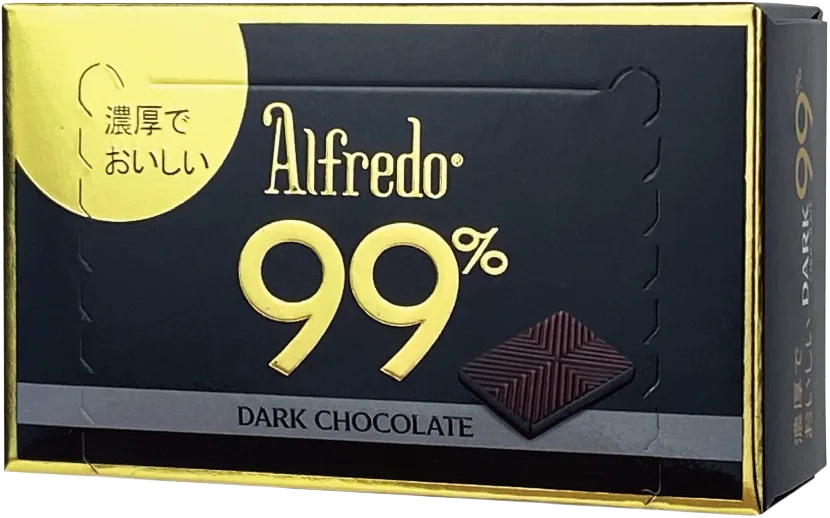 濃厚で
おいしい
Alfredo®
99%
DARK CHOCOLATE
濃厚で
おいしい DARK 99%